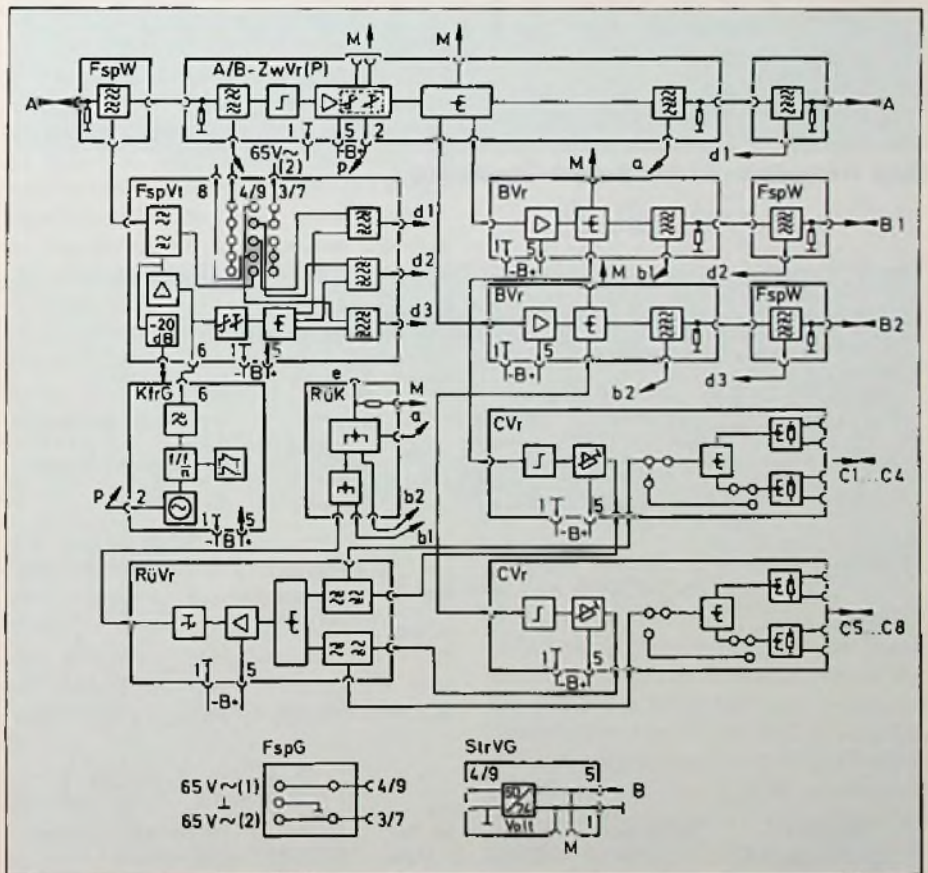 M M
FspW A/B-ZwVr(P)
A A
1 5 2
65V~ -B+
(2) p a d1
M
FspVt 8 4/9 3/7 BVr FspW
d1 B1
1 5
-B+ M b1 d2
d2 BVr FspW
d3 B2
-20
dB
6 1 5
-B+ 1 5
-B+ b2 d3
KfrG 6 RüK e
M
a
CVr
f/f
n
C1...C4
P 2 1 5
-B+ b2
b1 1 5
-B+
RüVr CVr
C5...C8
1 5
-B+ 1 5
-B+
FspG StrVG
65 V~(1) 4/9 4/9 5
⊥ B
65 V~(2) 3/7 Volt 1
M